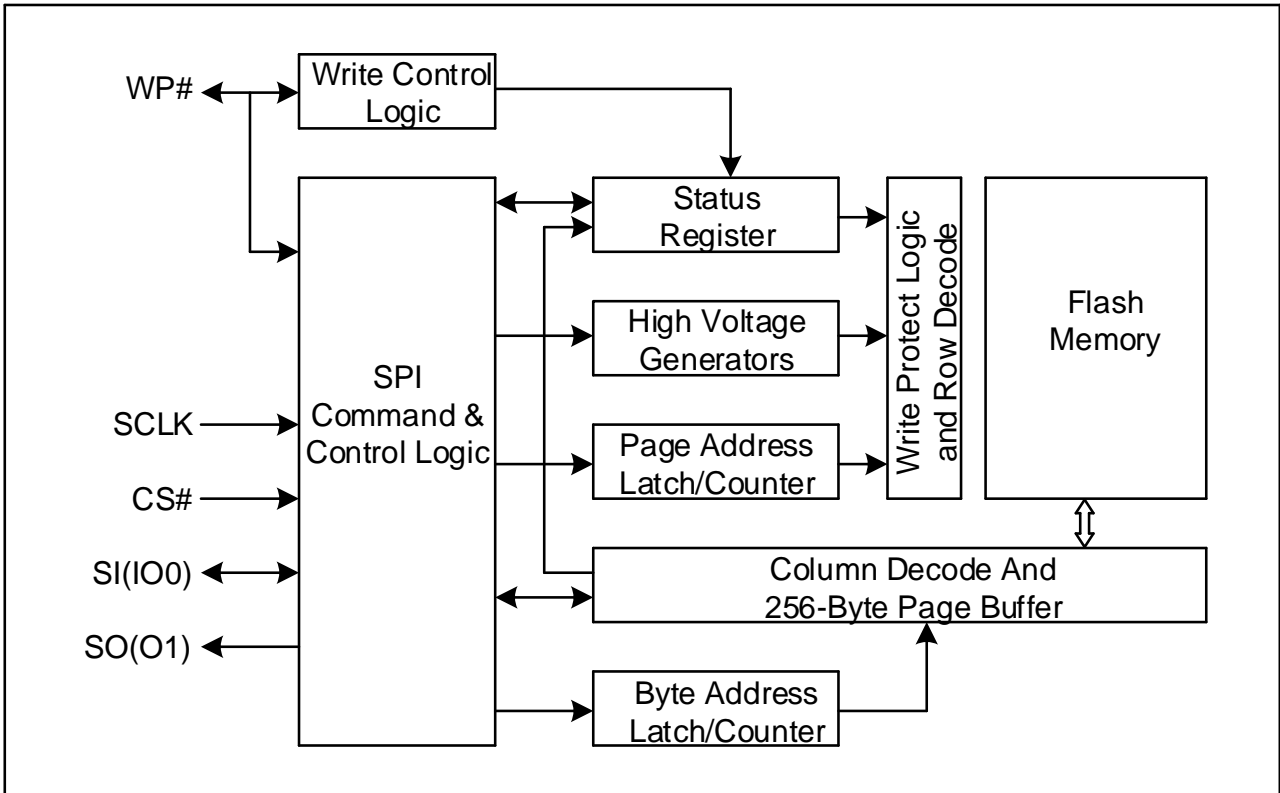 WP#
Write Control
Logic
Status
Register
High Voltage
Generators
Page Address
Latch/Counter
Write Protect Logic
and Row Decode
Flash
Memory
SPI
Command &
Control Logic
SCLK
CS#
SI(IO0)
SO(O1)
Column Decode And
256-Byte Page Buffer
Byte Address
Latch/Counter